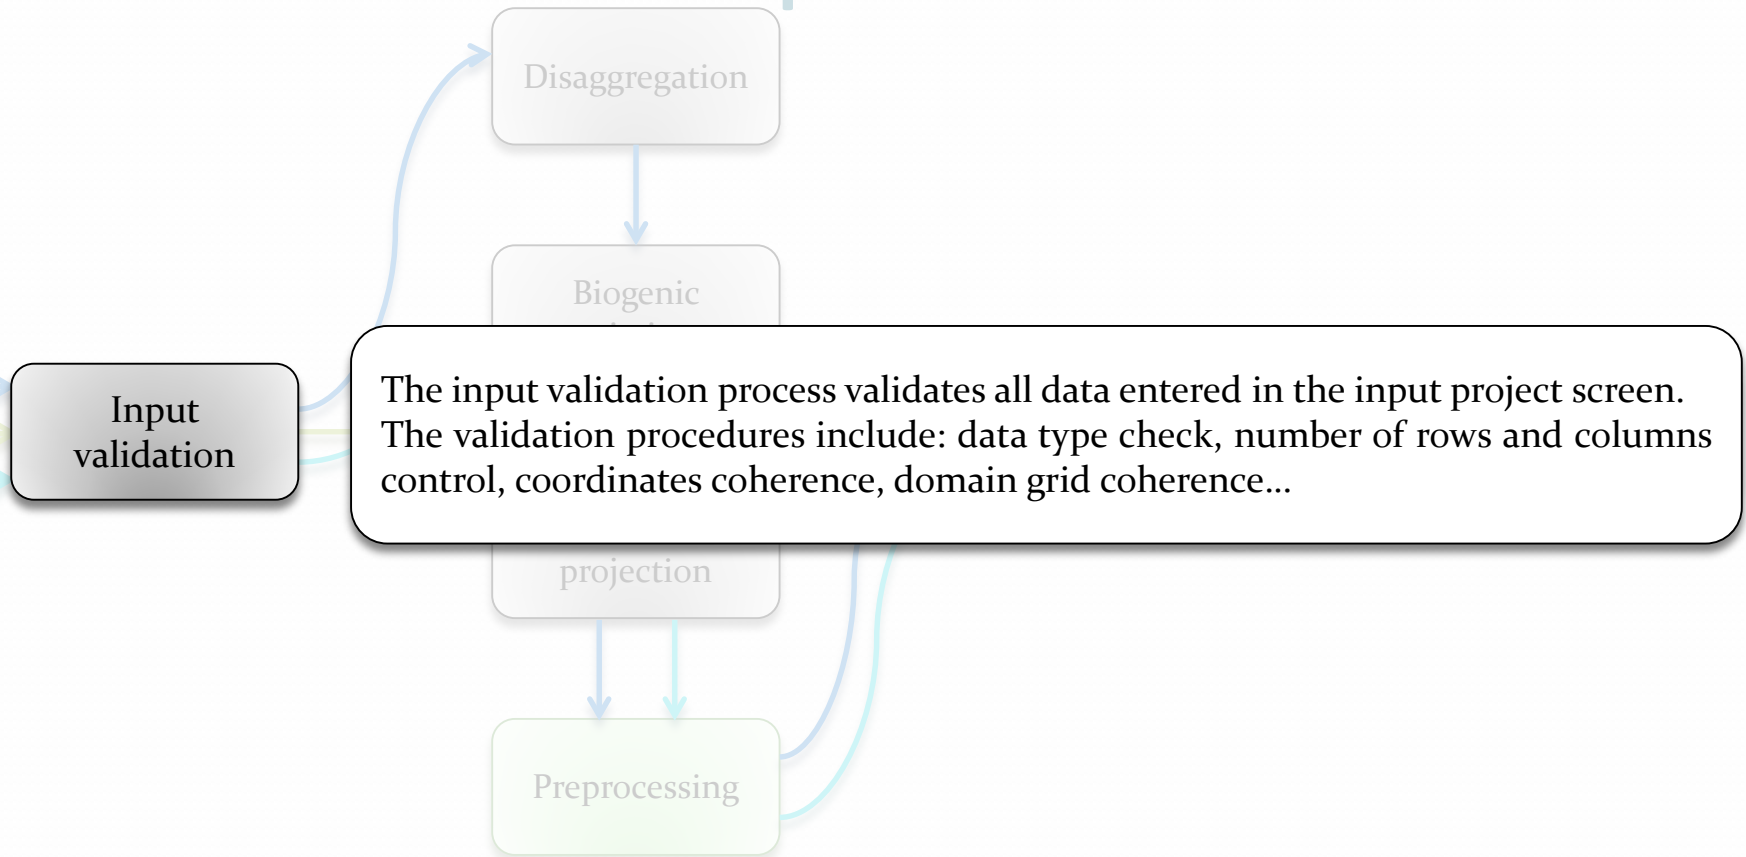 Disaggregation
Biogenic
Input
validation
The input validation process validates all data entered in the input project screen.
The validation procedures include: data type check, number of rows and columns
control, coordinates coherence, domain grid coherence...
projection
Preprocessing